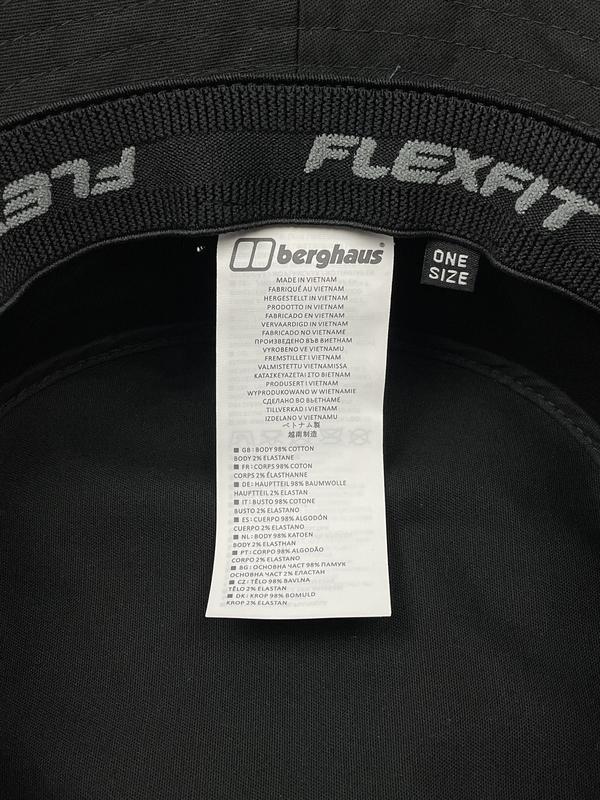 FLEXFIT
FLE
berghaus®
ONE
SIZE
MADE IN VIETNAM
FABRIQUÉ AU VIETNAM
HERGESTELLT IN VIETNAM
PRODOTTO IN VIETNAM
FABRICADO EN VIETNAM
VERVAARDIGD IN VIETNAM
FABRICADO NO VIETNAME
ПРОИЗВЕДЕНО ВЪВ ВИЕТНАМ
VYROBENO VE VIETNAMU
FREMSTILLET I VIETNAM
VALMISTETTU VIETNAMISSA
ΚΑΤΑΣΚΕΥΑΖΕΤΑΙ ΣΤΟ ΒΙΕΤΝΑΜ
PRODUSERT I VIETNAM
WYPRODUKOWANO W WIETNAMIE
СДЕЛАНО ВО ВЬЕТНАМЕ
TILLVERKAD I VIETNAM
IZDELANO V VIETNAMU
ベトナム製
越南制造
GB: BODY 98% COTTON
BODY 2% ELASTANE
FR: CORPS 98% COTON
CORPS 2% ÉLASTHANNE
DE: HAUPTTEIL 98% BAUMWOLLE
HAUPTTEIL 2% ELASTAN
IT: BUSTO 98% COTONE
BUSTO 2% ELASTANO
ES: CUERPO 98% ALGODÓN
CUERPO 2% ELASTANO
NL: BODY 98% KATOEN
BODY 2% ELASTHAN
PT: CORPO 98% ALGODÃO
CORPO 2% ELASTANO
BG: ОСНОВНА ЧАСТ 98% ПАМУК
ОСНОВНА ЧАСТ 2% ЕЛАСТАН
CZ: TĚLO 98% BAVLNA
TĚLO 2% ELASTAN
DK: KROP 98% BOMULD
KROP 2% ELASTAN